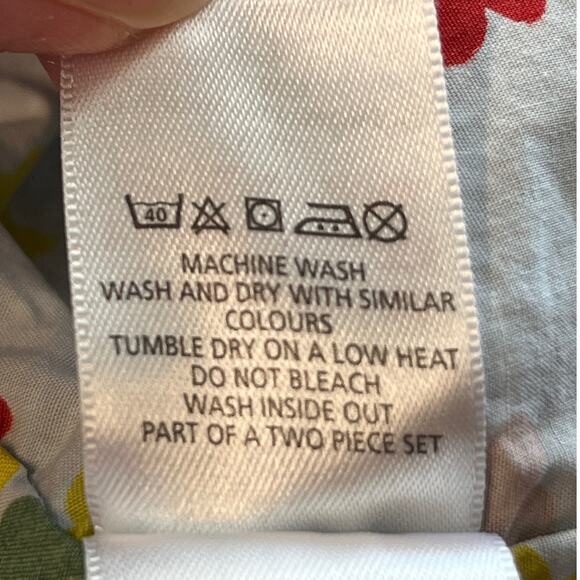 40
MACHINE WASH
WASH AND DRY WITH SIMILAR
COLOURS
TUMBLE DRY ON A LOW HEAT
DO NOT BLEACH
WASH INSIDE OUT
PART OF A TWO PIECE SET